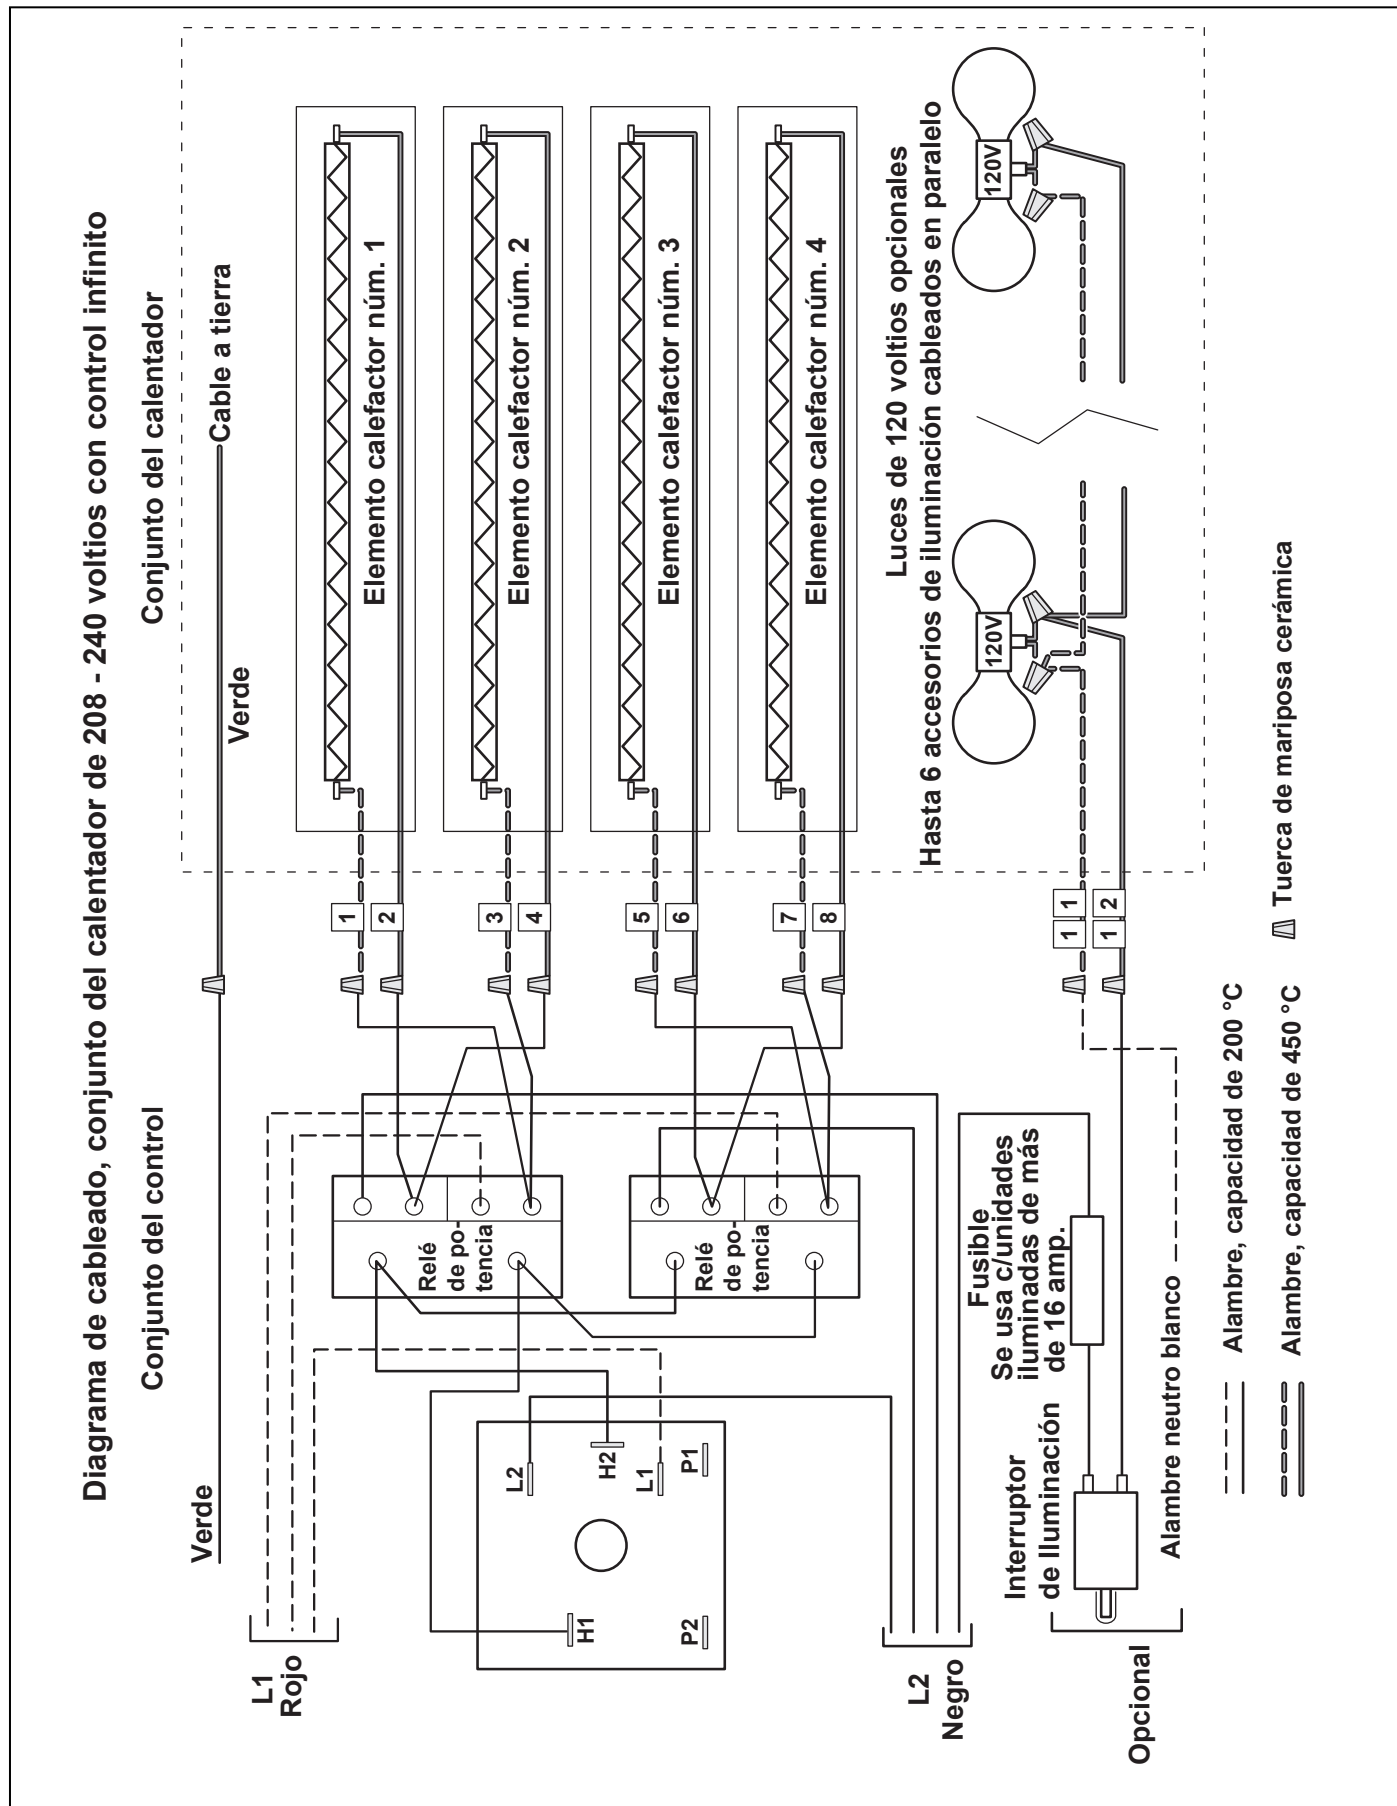 Diagrama de cableado, conjunto del calentador de 208 - 240 voltios con control infinito
Conjunto del control
Conjunto del calentador
Verde
Verde
Cable a tierra
L1
Rojo
1
2
Elemento calefactor núm. 1
3
4
Elemento calefactor núm. 2
5
6
Elemento calefactor núm. 3
7
8
Elemento calefactor núm. 4
Relé
de po-
tencia
Relé
de po-
tencia
L2
H2
L1
P1
H1
P2
L2
Negro
Luces de 120 voltios opcionales
Hasta 6 accesorios de iluminación cableados en paralelo
120V
120V
1 1
1 2
Fusible
Se usa c/unidades
iluminadas de más
de 16 amp.
Interruptor
de Iluminación
Opcional
Alambre neutro blanco
Alambre, capacidad de 200 °C
Alambre, capacidad de 450 °C
Tuerca de mariposa cerámica